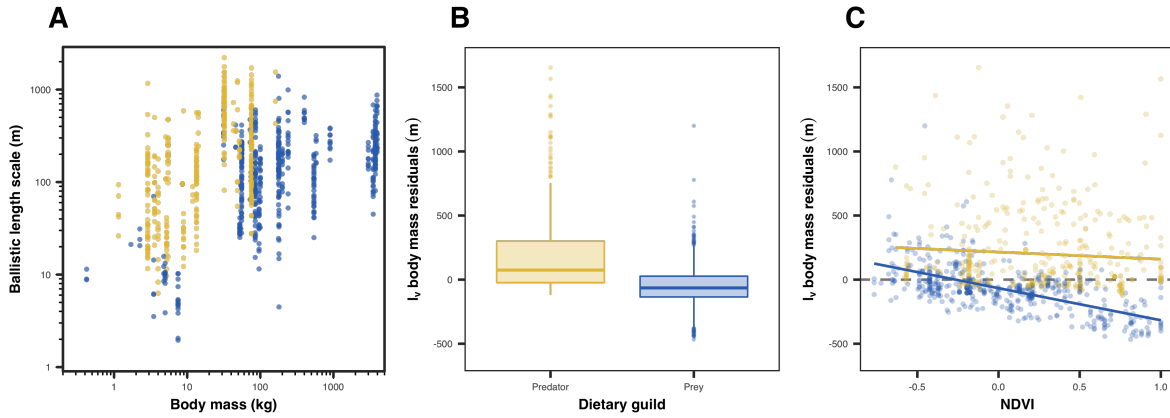 A
Ballistic length scale (m)
1000
100
10
1
1
10
100
1000
Body mass (kg)
B
l_v body mass residuals (m)
1500
1000
500
0
-500
Predator
Prey
Dietary guild
C
l_v body mass residuals (m)
1500
1000
500
0
-500
-0.5
0.0
0.5
1.0
NDVI